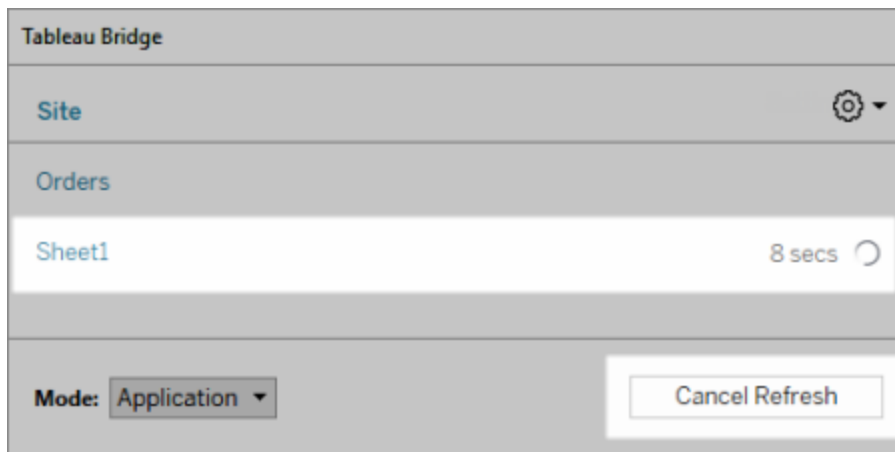 Tableau Bridge
Site
Orders
Sheet1 8 secs
Mode: Application Cancel Refresh